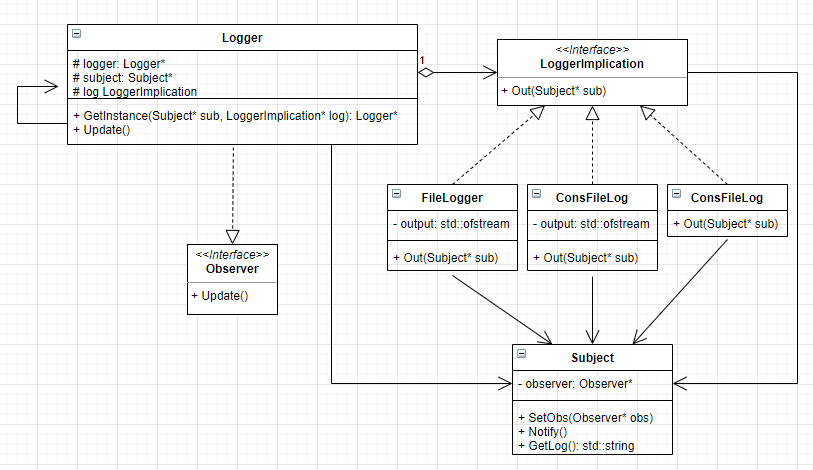 Logger
# logger: Logger*
# subject: Subject*
# log LoggerImplication
+ GetInstance(Subject* sub, LoggerImplication* log): Logger*
+ Update()
1
<<Interface>>
LoggerImplication
+ Out(Subject* sub)
FileLogger
- output: std::ofstream
+ Out(Subject* sub)
ConsFileLog
- output: std::ofstream
+ Out(Subject* sub)
ConsFileLog
+ Out(Subject* sub)
<<Interface>>
Observer
+ Update()
Subject
- observer: Observer*
+ SetObs(Observer* obs)
+ Notify()
+ GetLog(): std::string